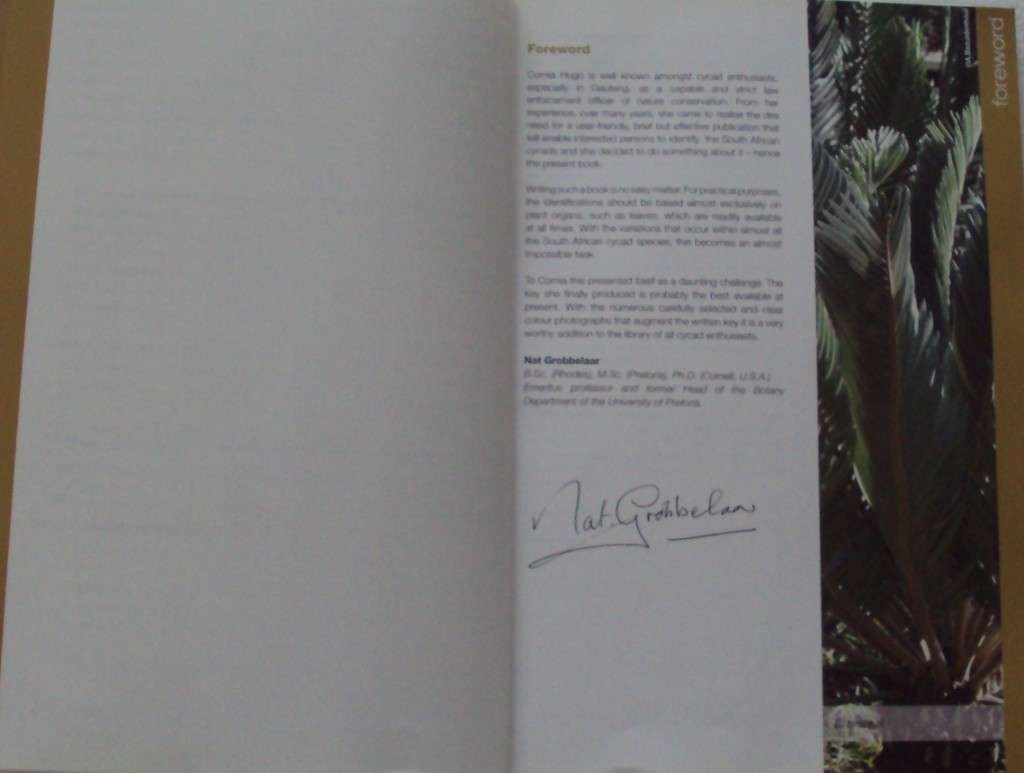 Foreword
Cornia Hugo is well known amongst cycad enthusiasts,
especially in Gauteng, as a capable and strict law
enforcement officer of nature conservation. From her
experience, over many years, she came to realise the dire
need for a user-friendly, brief but effective publication that
will enable interested persons to identify the South African
cycads and she decided to do something about it – hence
the present book.
Writing such a book is no easy matter. For practical purposes,
the identifications should be based almost exclusively on
plant organs, such as leaves, which are readily available
at all times. With the variations that occur within almost all
the South African cycad species, this becomes an almost
impossible task.
To Cornia this presented itself as a daunting challenge. The
key she finally produced is probably the best available at
present. With the numerous carefully selected and clear
colour photographs that augment the written key it is a very
worthy addition to the library of all cycad enthusiasts.
Nat Grobbelaar
B.Sc. (Rhodes), M.Sc. (Pretoria), Ph.D. (Cornell, U.S.A.)
Emeritus professor and former Head of the Botany
Department of the University of Pretoria.
Nat Grobbelaar
foreword